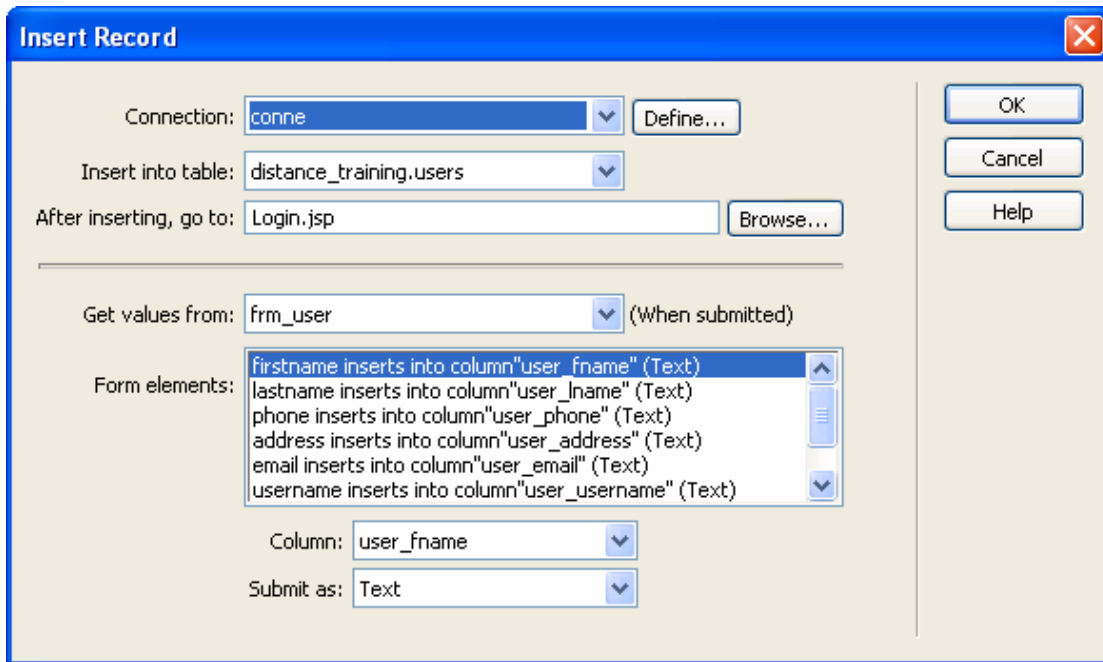 Insert Record
Connection: conne Define...
Insert into table: distance_training.users
After inserting, go to: Login.jsp Browse...
OK
Cancel
Help
Get values from: frm_user (When submitted)
Form elements: firstname inserts into column"user_fname" (Text)
lastname inserts into column"user_lname" (Text)
phone inserts into column"user_phone" (Text)
address inserts into column"user_address" (Text)
email inserts into column"user_email" (Text)
username inserts into column"user_username" (Text)
Column: user_fname
Submit as: Text